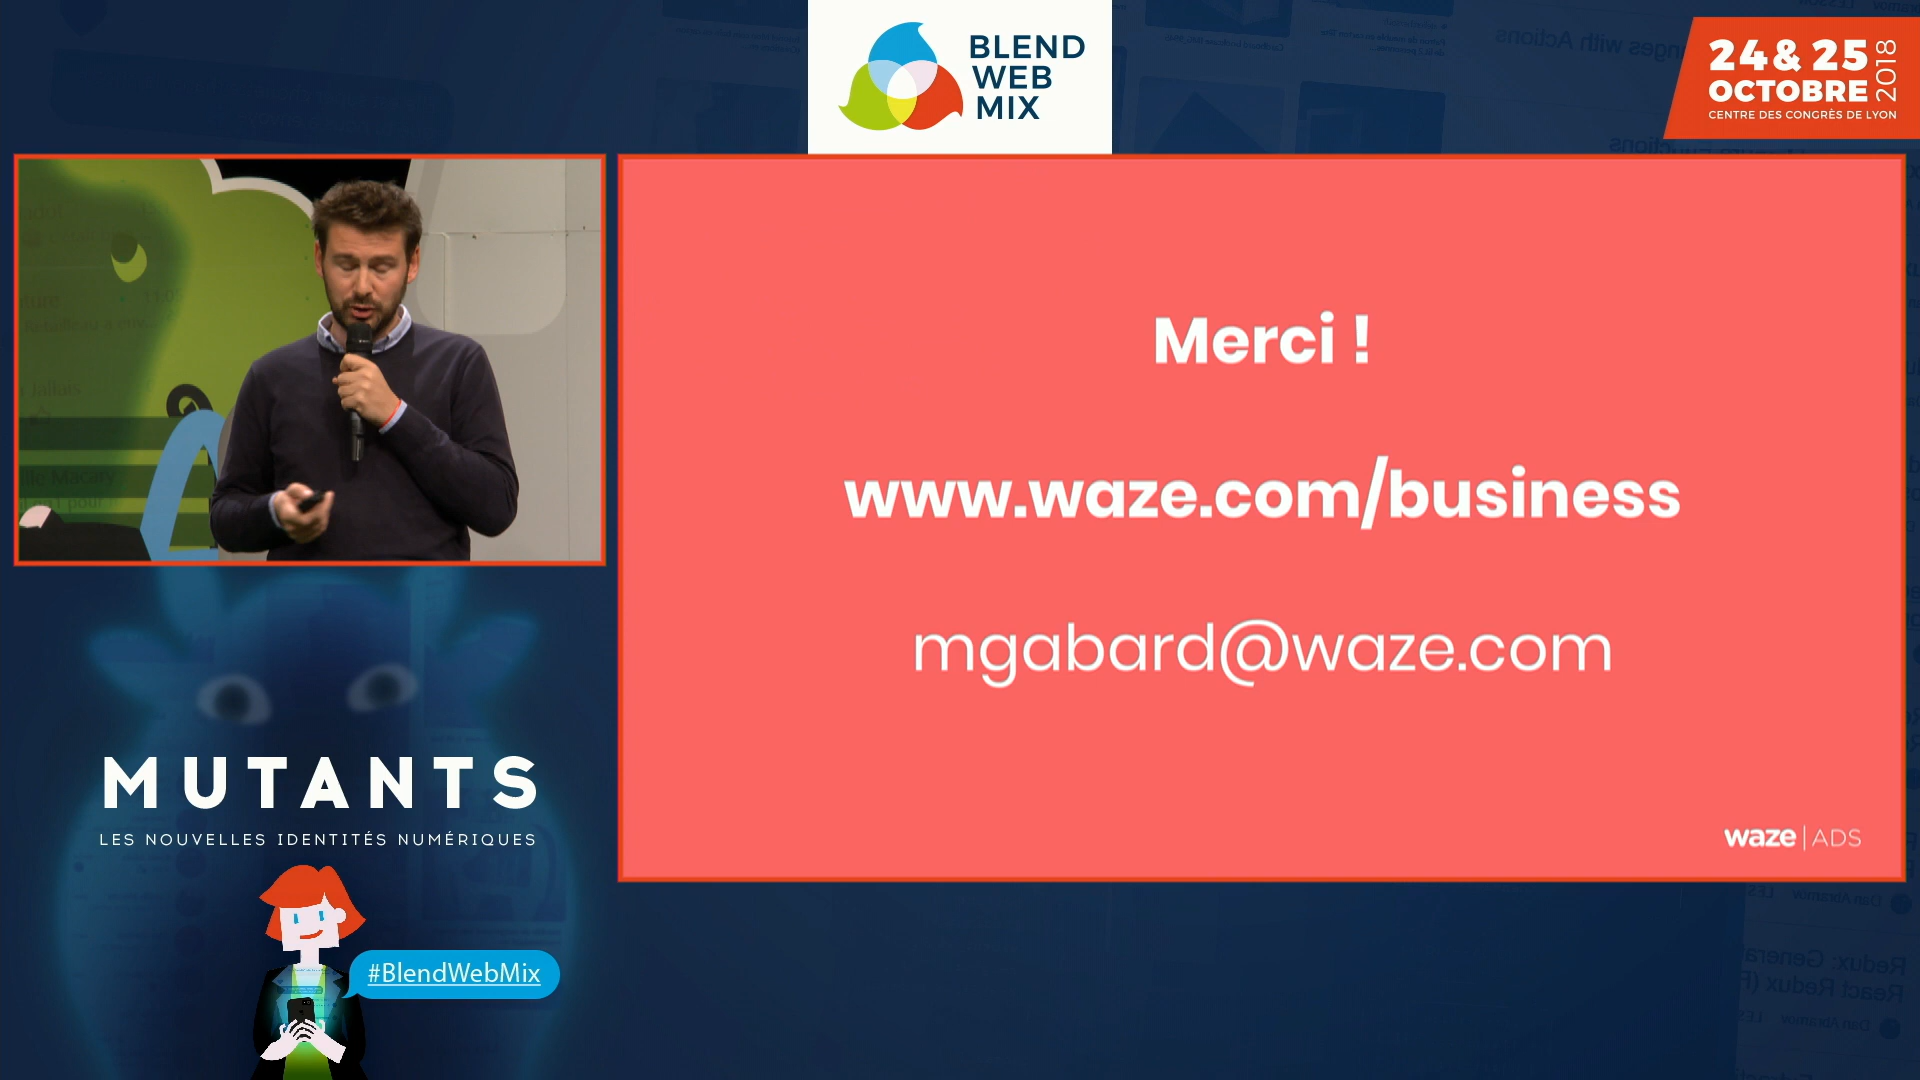 BLEND
WEB
MIX
24 & 25
OCTOBRE
2018
CENTRE DES CONGRÈS DE LYON
Merci !
www.waze.com/business
mgabard@waze.com
waze | ADS
MUTANTS
LES NOUVELLES IDENTITÉS NUMÉRIQUES
#BlendWebMix